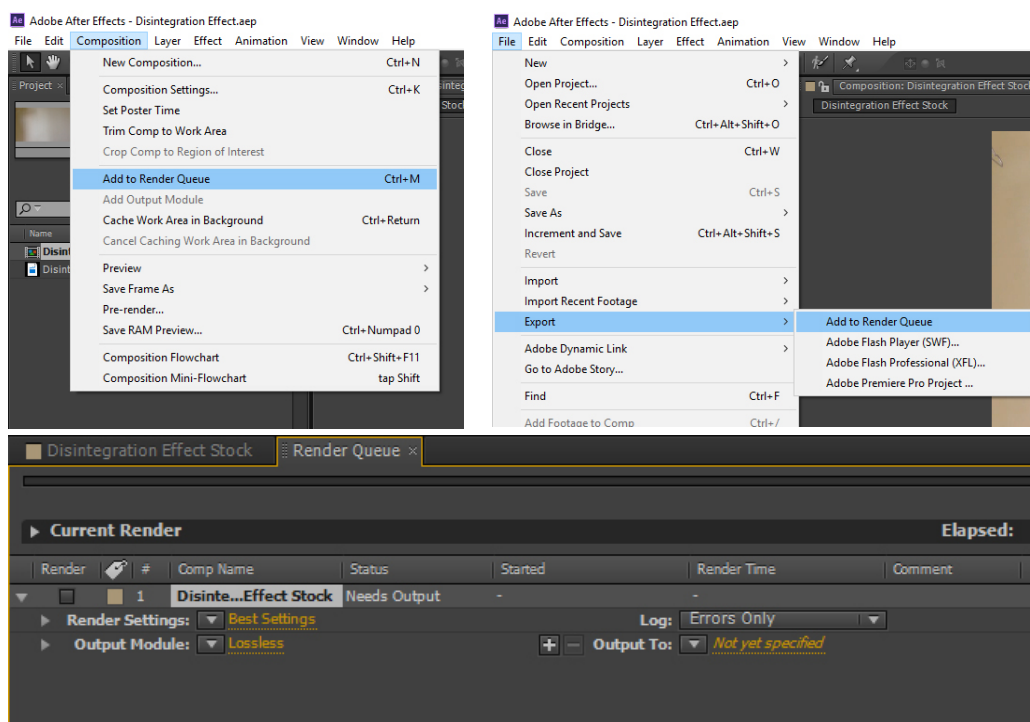 Ae Adobe After Effects - Disintegration Effect.aep
File Edit Composition Layer Effect Animation View Window Help
Project ×
New Composition... Ctrl+N
Composition Settings... Ctrl+K
Set Poster Time
Trim Comp to Work Area
Crop Comp to Region of Interest
Add to Render Queue Ctrl+M
Add Output Module
Cache Work Area in Background Ctrl+Return
Cancel Caching Work Area in Background
Preview >
Save Frame As >
Pre-render...
Save RAM Preview... Ctrl+Numpad 0
Composition Flowchart Ctrl+Shift+F11
Composition Mini-Flowchart tap Shift
Name
Disint
Disint
integ
Stoc
Ae Adobe After Effects - Disintegration Effect.aep
File Edit Composition Layer Effect Animation View Window Help
New >
Open Project... Ctrl+O
Open Recent Projects >
Browse in Bridge... Ctrl+Alt+Shift+O
Close Ctrl+W
Close Project
Save Ctrl+S
Save As >
Increment and Save Ctrl+Alt+Shift+S
Revert
Import >
Import Recent Footage >
Export >
Adobe Dynamic Link >
Go to Adobe Story...
Find Ctrl+F
Add Footage to Comp Ctrl+/
Add to Render Queue
Adobe Flash Player (SWF)...
Adobe Flash Professional (XFL)...
Adobe Premiere Pro Project ...
Composition: Disintegration Effect Stoc
Disintegration Effect Stock
Disintegration Effect Stock Render Queue ×
Current Render Elapsed:
Render # Comp Name Status Started Render Time Comment
1 Disinte...Effect Stock Needs Output - -
Render Settings: Best Settings Log: Errors Only
Output Module: Lossless + − Output To: Not yet specified